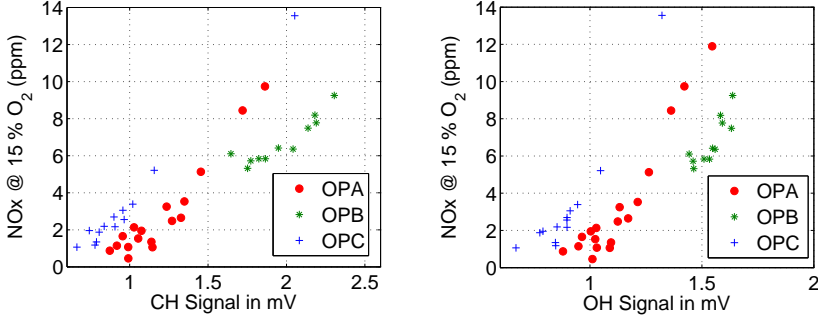 NOx @ 15 % O2 (ppm)
14
12
10
8
6
4
2
0
1 1.5 2 2.5
CH Signal in mV
OPA
OPB
OPC
NOx @ 15 % O2 (ppm)
14
12
10
8
6
4
2
0
1 1.5 2
OH Signal in mV
OPA
OPB
OPC